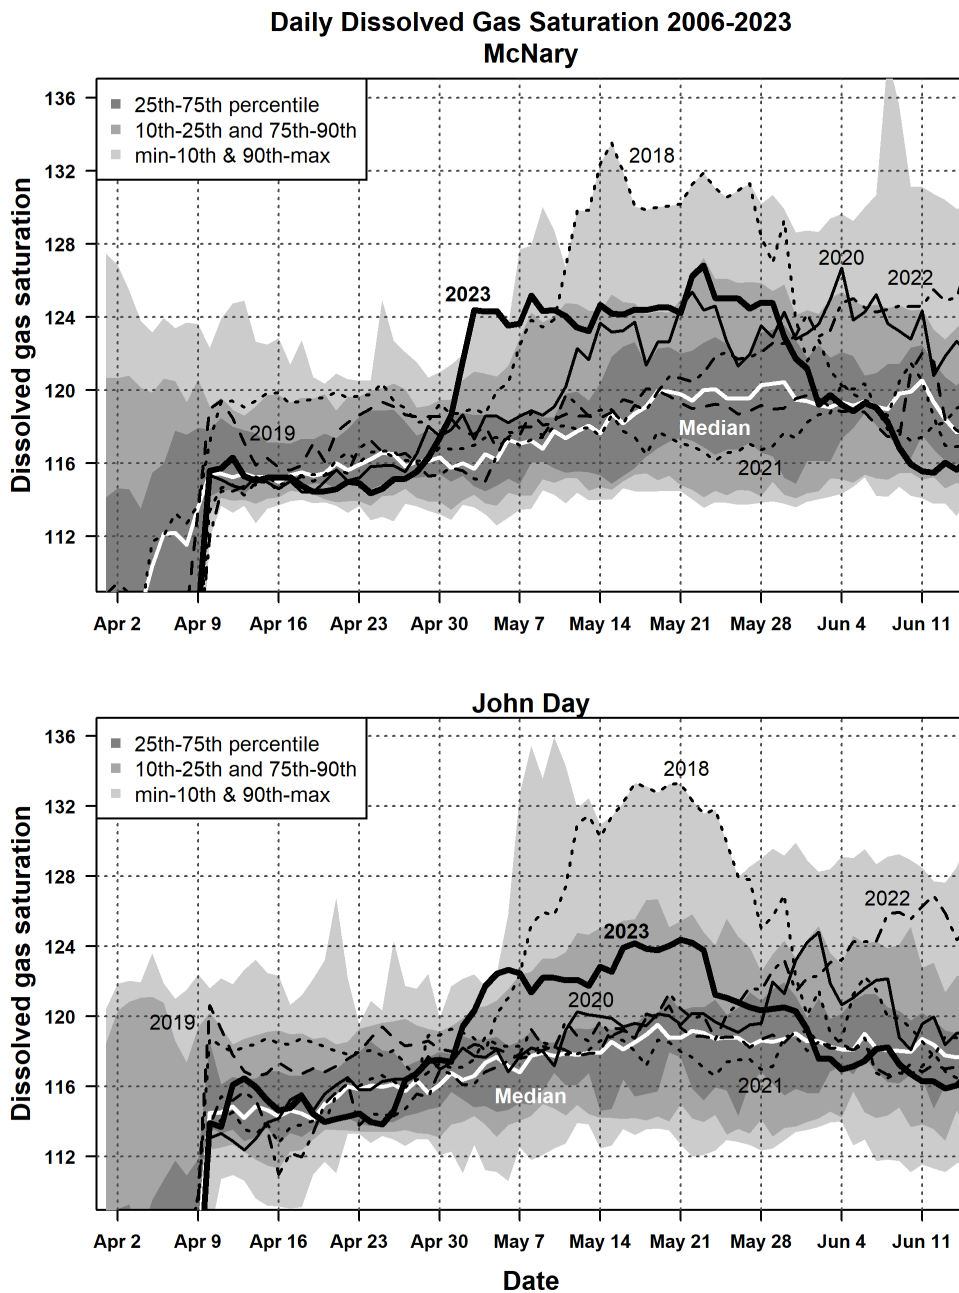 Daily Dissolved Gas Saturation 2006-2023
McNary
25th-75th percentile
10th-25th and 75th-90th
min-10th & 90th-max
Dissolved gas saturation
136
132
128
124
120
116
112
2018
2020
2022
2023
2019
Median
2021
Apr 2 Apr 9 Apr 16 Apr 23 Apr 30 May 7 May 14 May 21 May 28 Jun 4 Jun 11
John Day
25th-75th percentile
10th-25th and 75th-90th
min-10th & 90th-max
Dissolved gas saturation
136
132
128
124
120
116
112
2018
2022
2023
2020
2019
2021
Median
Apr 2 Apr 9 Apr 16 Apr 23 Apr 30 May 7 May 14 May 21 May 28 Jun 4 Jun 11
Date